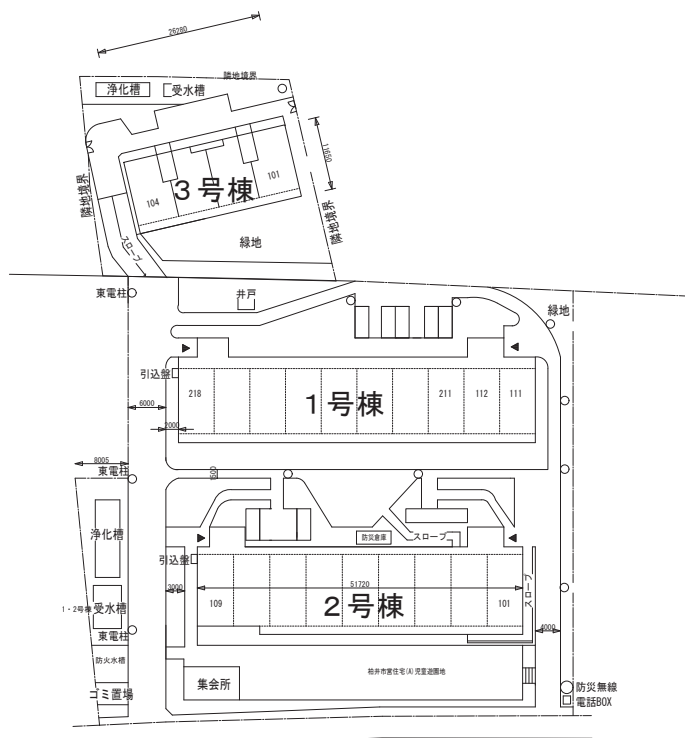 26280
隣地境界
浄化槽
受水槽
11650
3号棟
101
104
隣地境界
隣地境界
緑地
スロープ
東電柱
井戸
緑地
引込盤
218
1号棟
211
112
111
6000
2000
8005
東電柱
1500
浄化槽
防災倉庫
スロープ
引込盤
3000
51720
109
2号棟
101
スロープ
4000
1・2号棟
受水槽
東電柱
防火水槽
ゴミ置場
集会所
柏井市営住宅(A)児童遊園地
防災無線
電話BOX